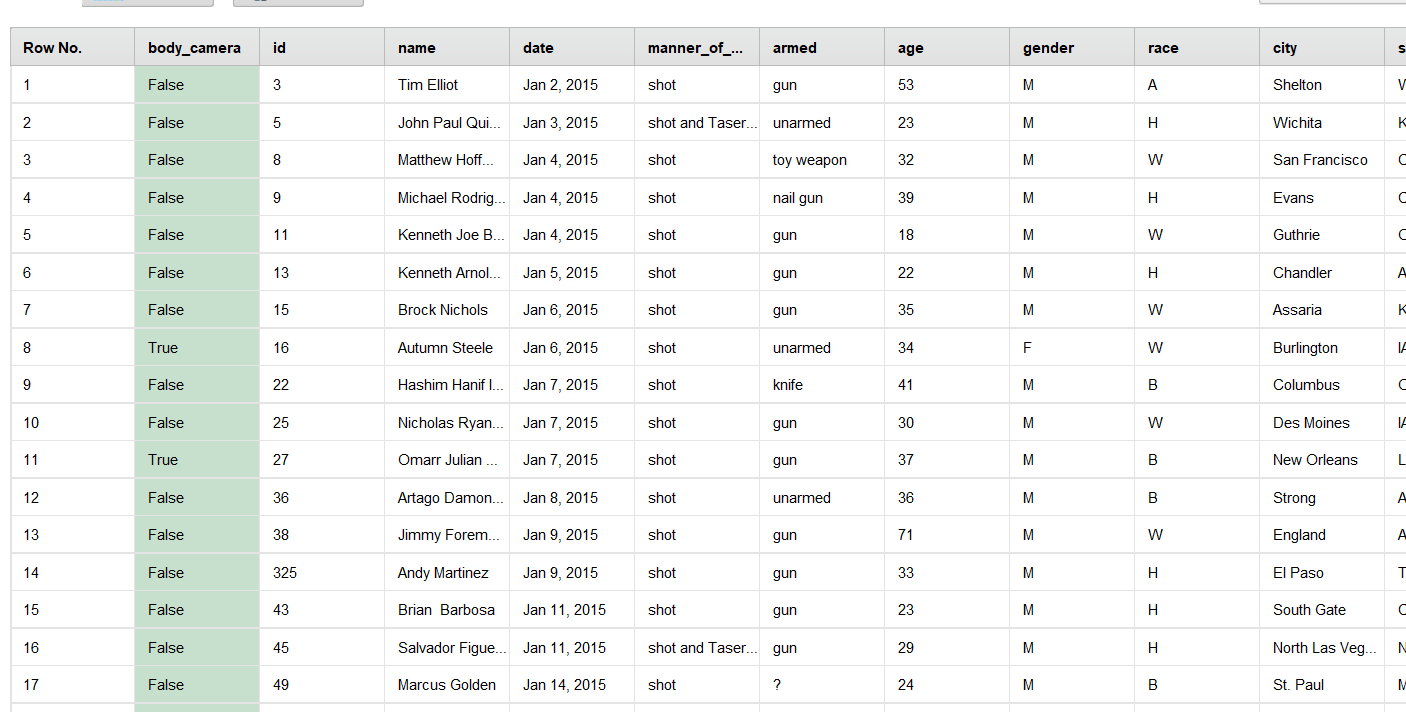 Row No. body_camera id name date manner_of_... armed age gender race city s
1 False 3 Tim Elliot Jan 2, 2015 shot gun 53 M A Shelton W
2 False 5 John Paul Qui... Jan 3, 2015 shot and Taser... unarmed 23 M H Wichita K
3 False 8 Matthew Hoff... Jan 4, 2015 shot toy weapon 32 M W San Francisco
4 False 9 Michael Rodrig... Jan 4, 2015 shot nail gun 39 M H Evans
5 False 11 Kenneth Joe B... Jan 4, 2015 shot gun 18 M W Guthrie
6 False 13 Kenneth Arnol... Jan 5, 2015 shot gun 22 M H Chandler A
7 False 15 Brock Nichols Jan 6, 2015 shot gun 35 M W Assaria K
8 True 16 Autumn Steele Jan 6, 2015 shot unarmed 34 F W Burlington IA
9 False 22 Hashim Hanif I... Jan 7, 2015 shot knife 41 M B Columbus
10 False 25 Nicholas Ryan... Jan 7, 2015 shot gun 30 M W Des Moines IA
11 True 27 Omarr Julian ... Jan 7, 2015 shot gun 37 M B New Orleans L
12 False 36 Artago Damon... Jan 8, 2015 shot unarmed 36 M B Strong A
13 False 38 Jimmy Forem... Jan 9, 2015 shot gun 71 M W England A
14 False 325 Andy Martinez Jan 9, 2015 shot gun 33 M H El Paso T
15 False 43 Brian Barbosa Jan 11, 2015 shot gun 23 M H South Gate
16 False 45 Salvador Figue... Jan 11, 2015 shot and Taser... gun 29 M H North Las Veg... N
17 False 49 Marcus Golden Jan 14, 2015 shot ? 24 M B St. Paul M